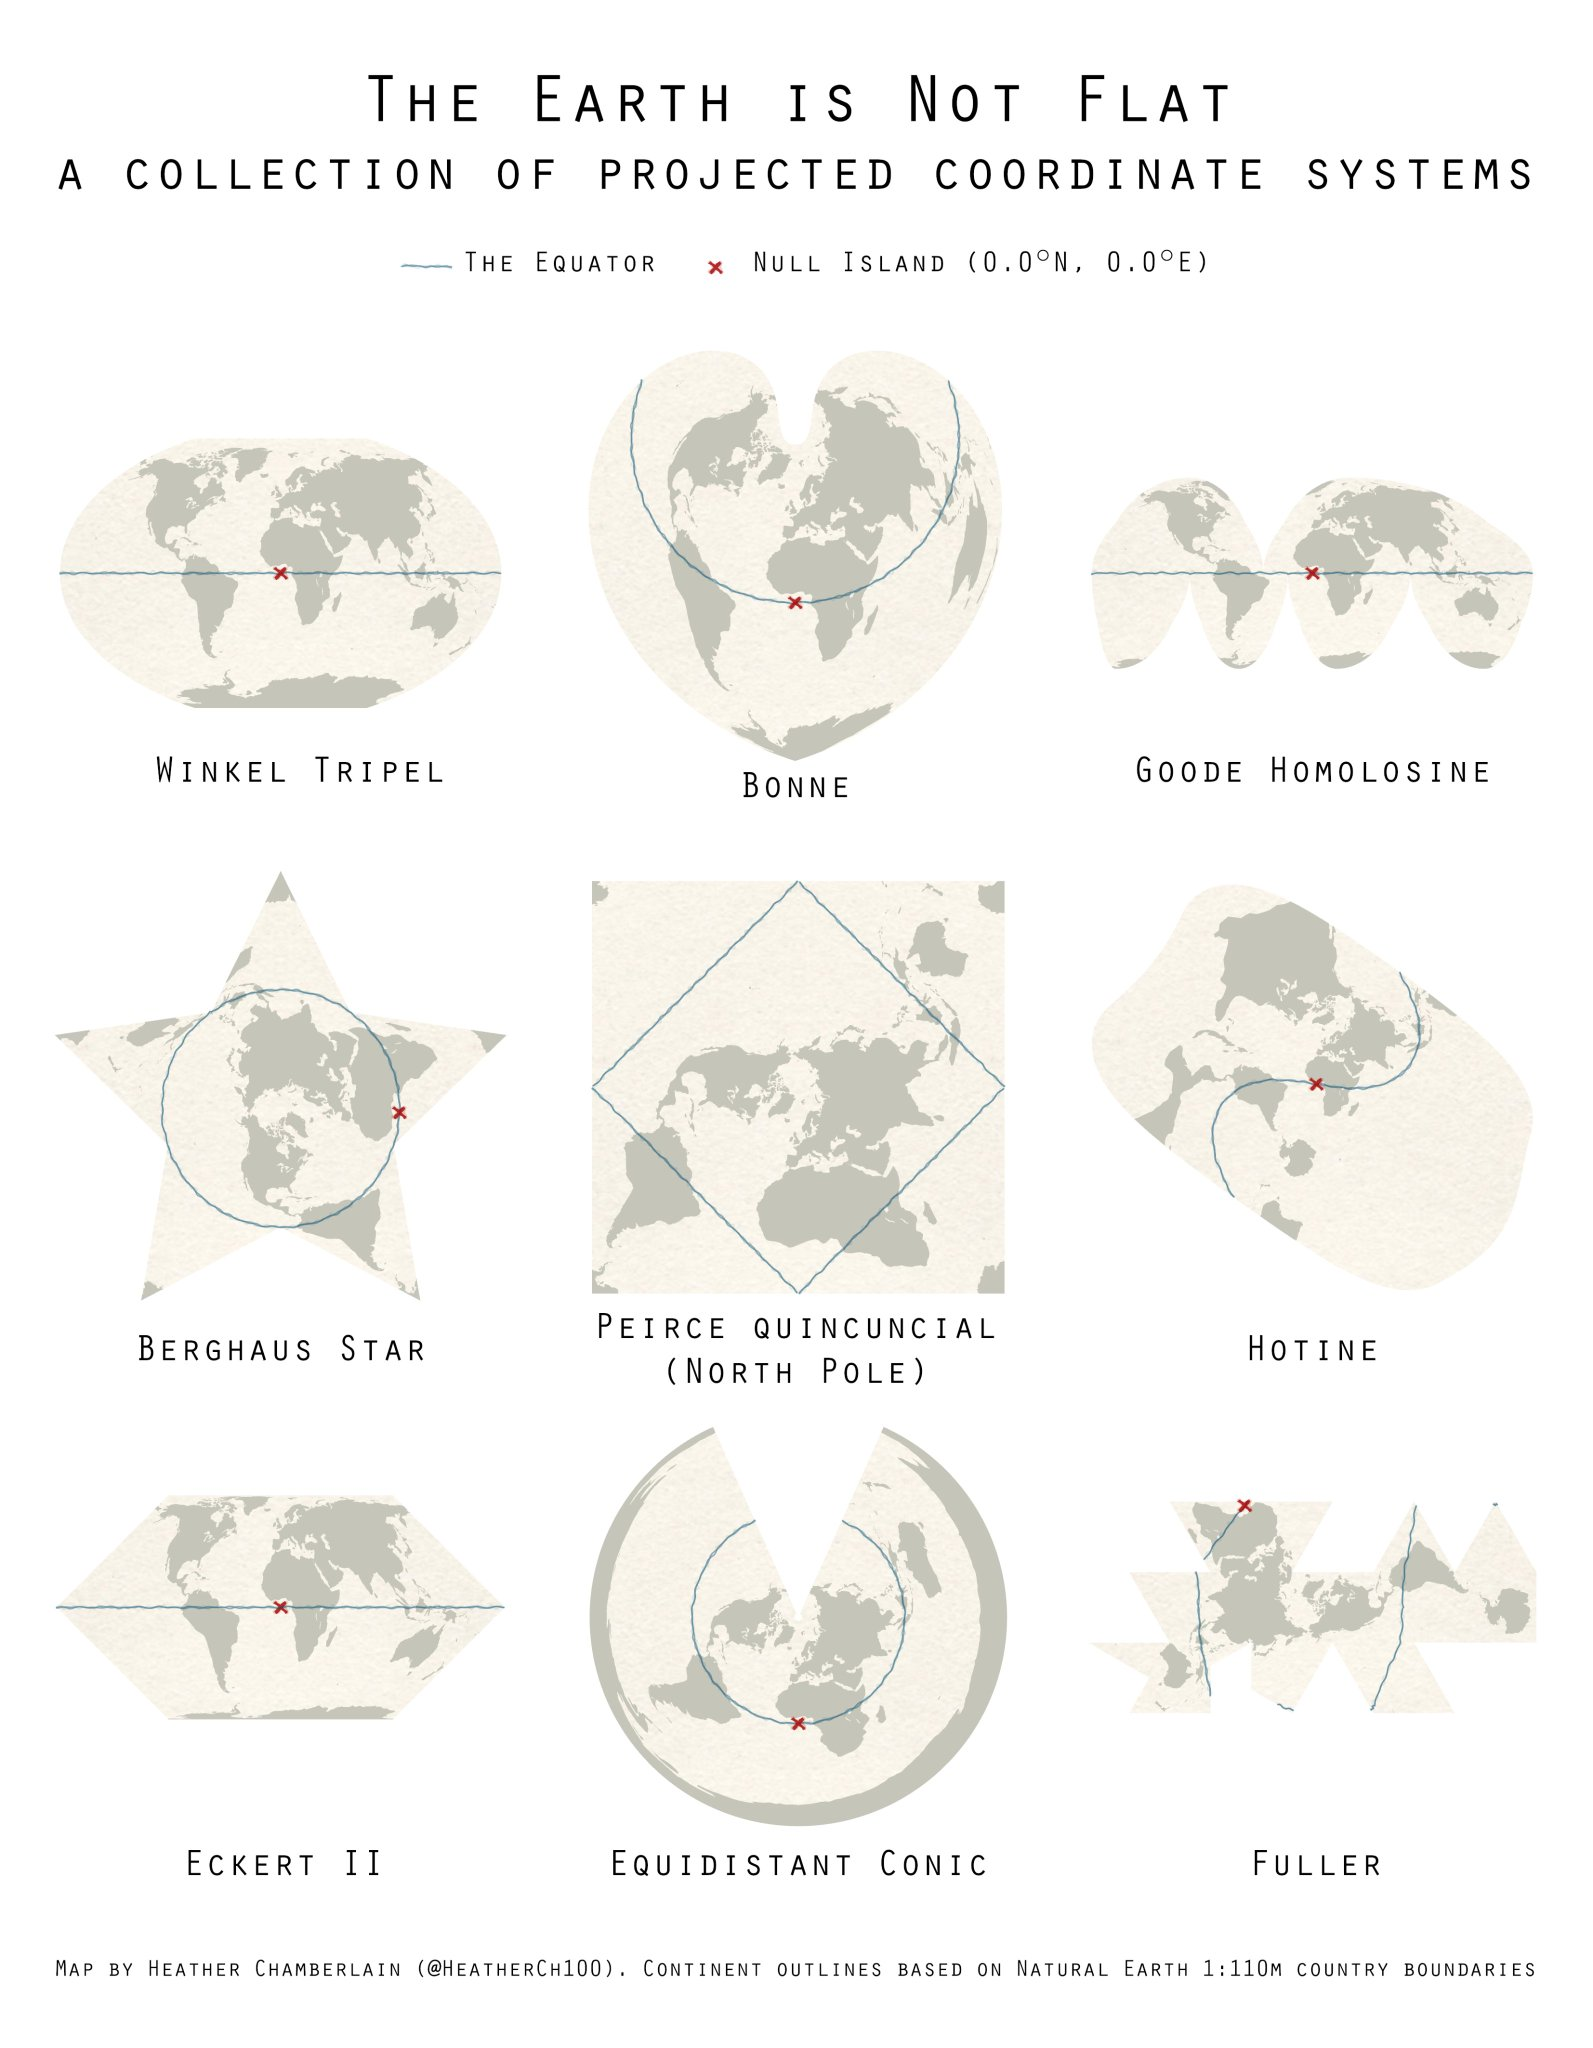 The Earth is Not Flat
a collection of projected coordinate systems
The Equator
Null Island (0.0°N, 0.0°E)
Winkel Tripel
Bonne
Goode Homolosine
Berghaus Star
Peirce quincuncial
(North Pole)
Hotine
Eckert II
Equidistant Conic
Fuller
Map by Heather Chamberlain (@HeatherCh100). Continent outlines based on Natural Earth 1:110m country boundaries